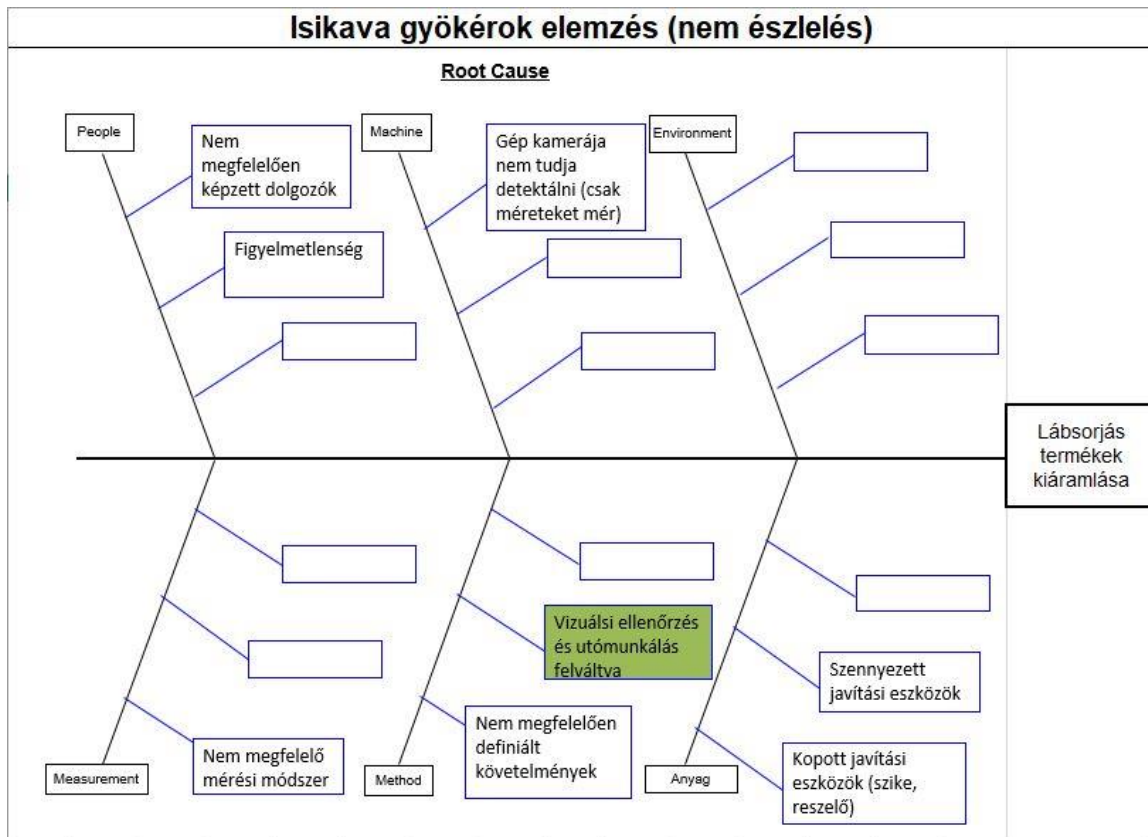 Isikava gyökérok elemzés (nem észlelés)
Root Cause
People
Nem
megfelelően
képzett dolgozók
Figyelmetlenség
Machine
Gép kamerája
nem tudja
detektálni (csak
méreteket mér)
Environment
Lábsorjás
termékek
kiáramlása
Measurement
Nem megfelelő
mérési módszer
Method
Vizuálsi ellenőrzés
és utómunkálás
felváltva
Nem megfelelően
definiált
követelmények
Anyag
Szennyezett
javítási eszközök
Kopott javítási
eszközök (szike,
reszelő)